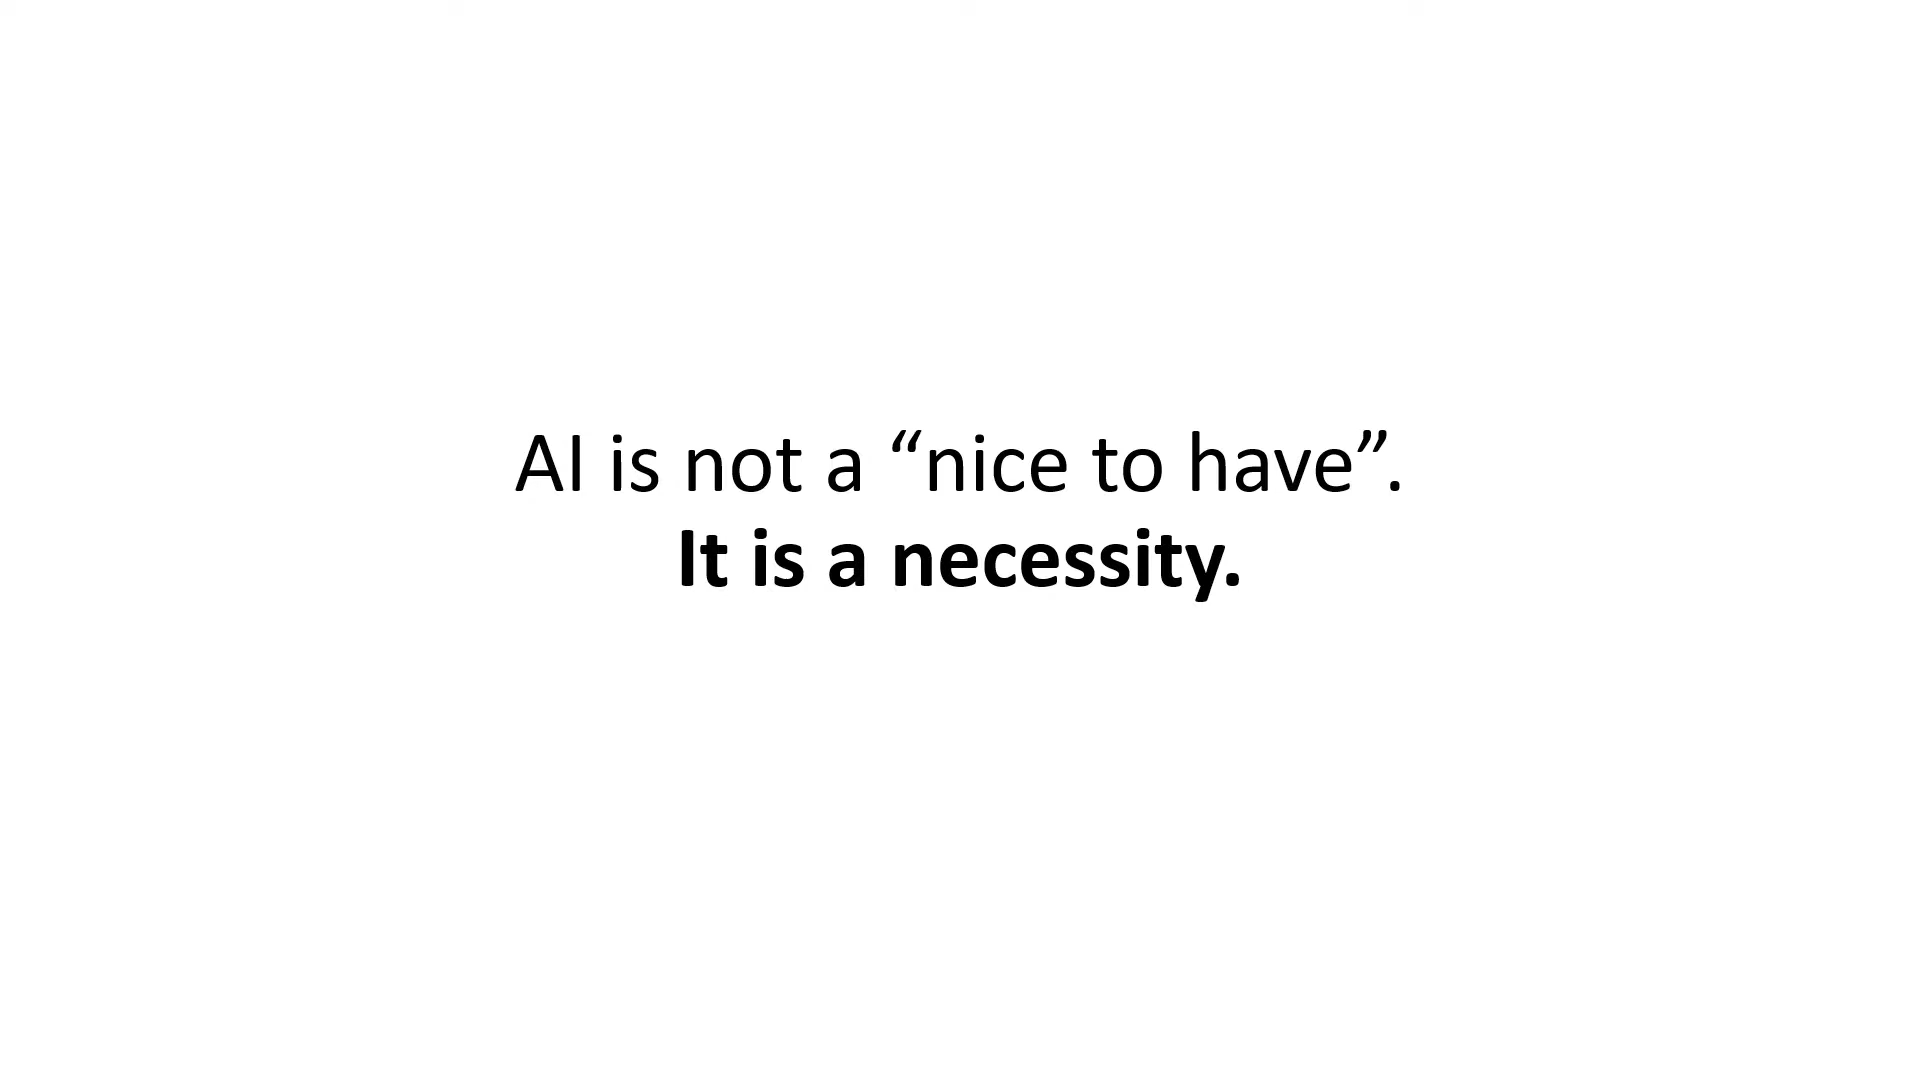 AI is not a “nice to have”.
It is a necessity.